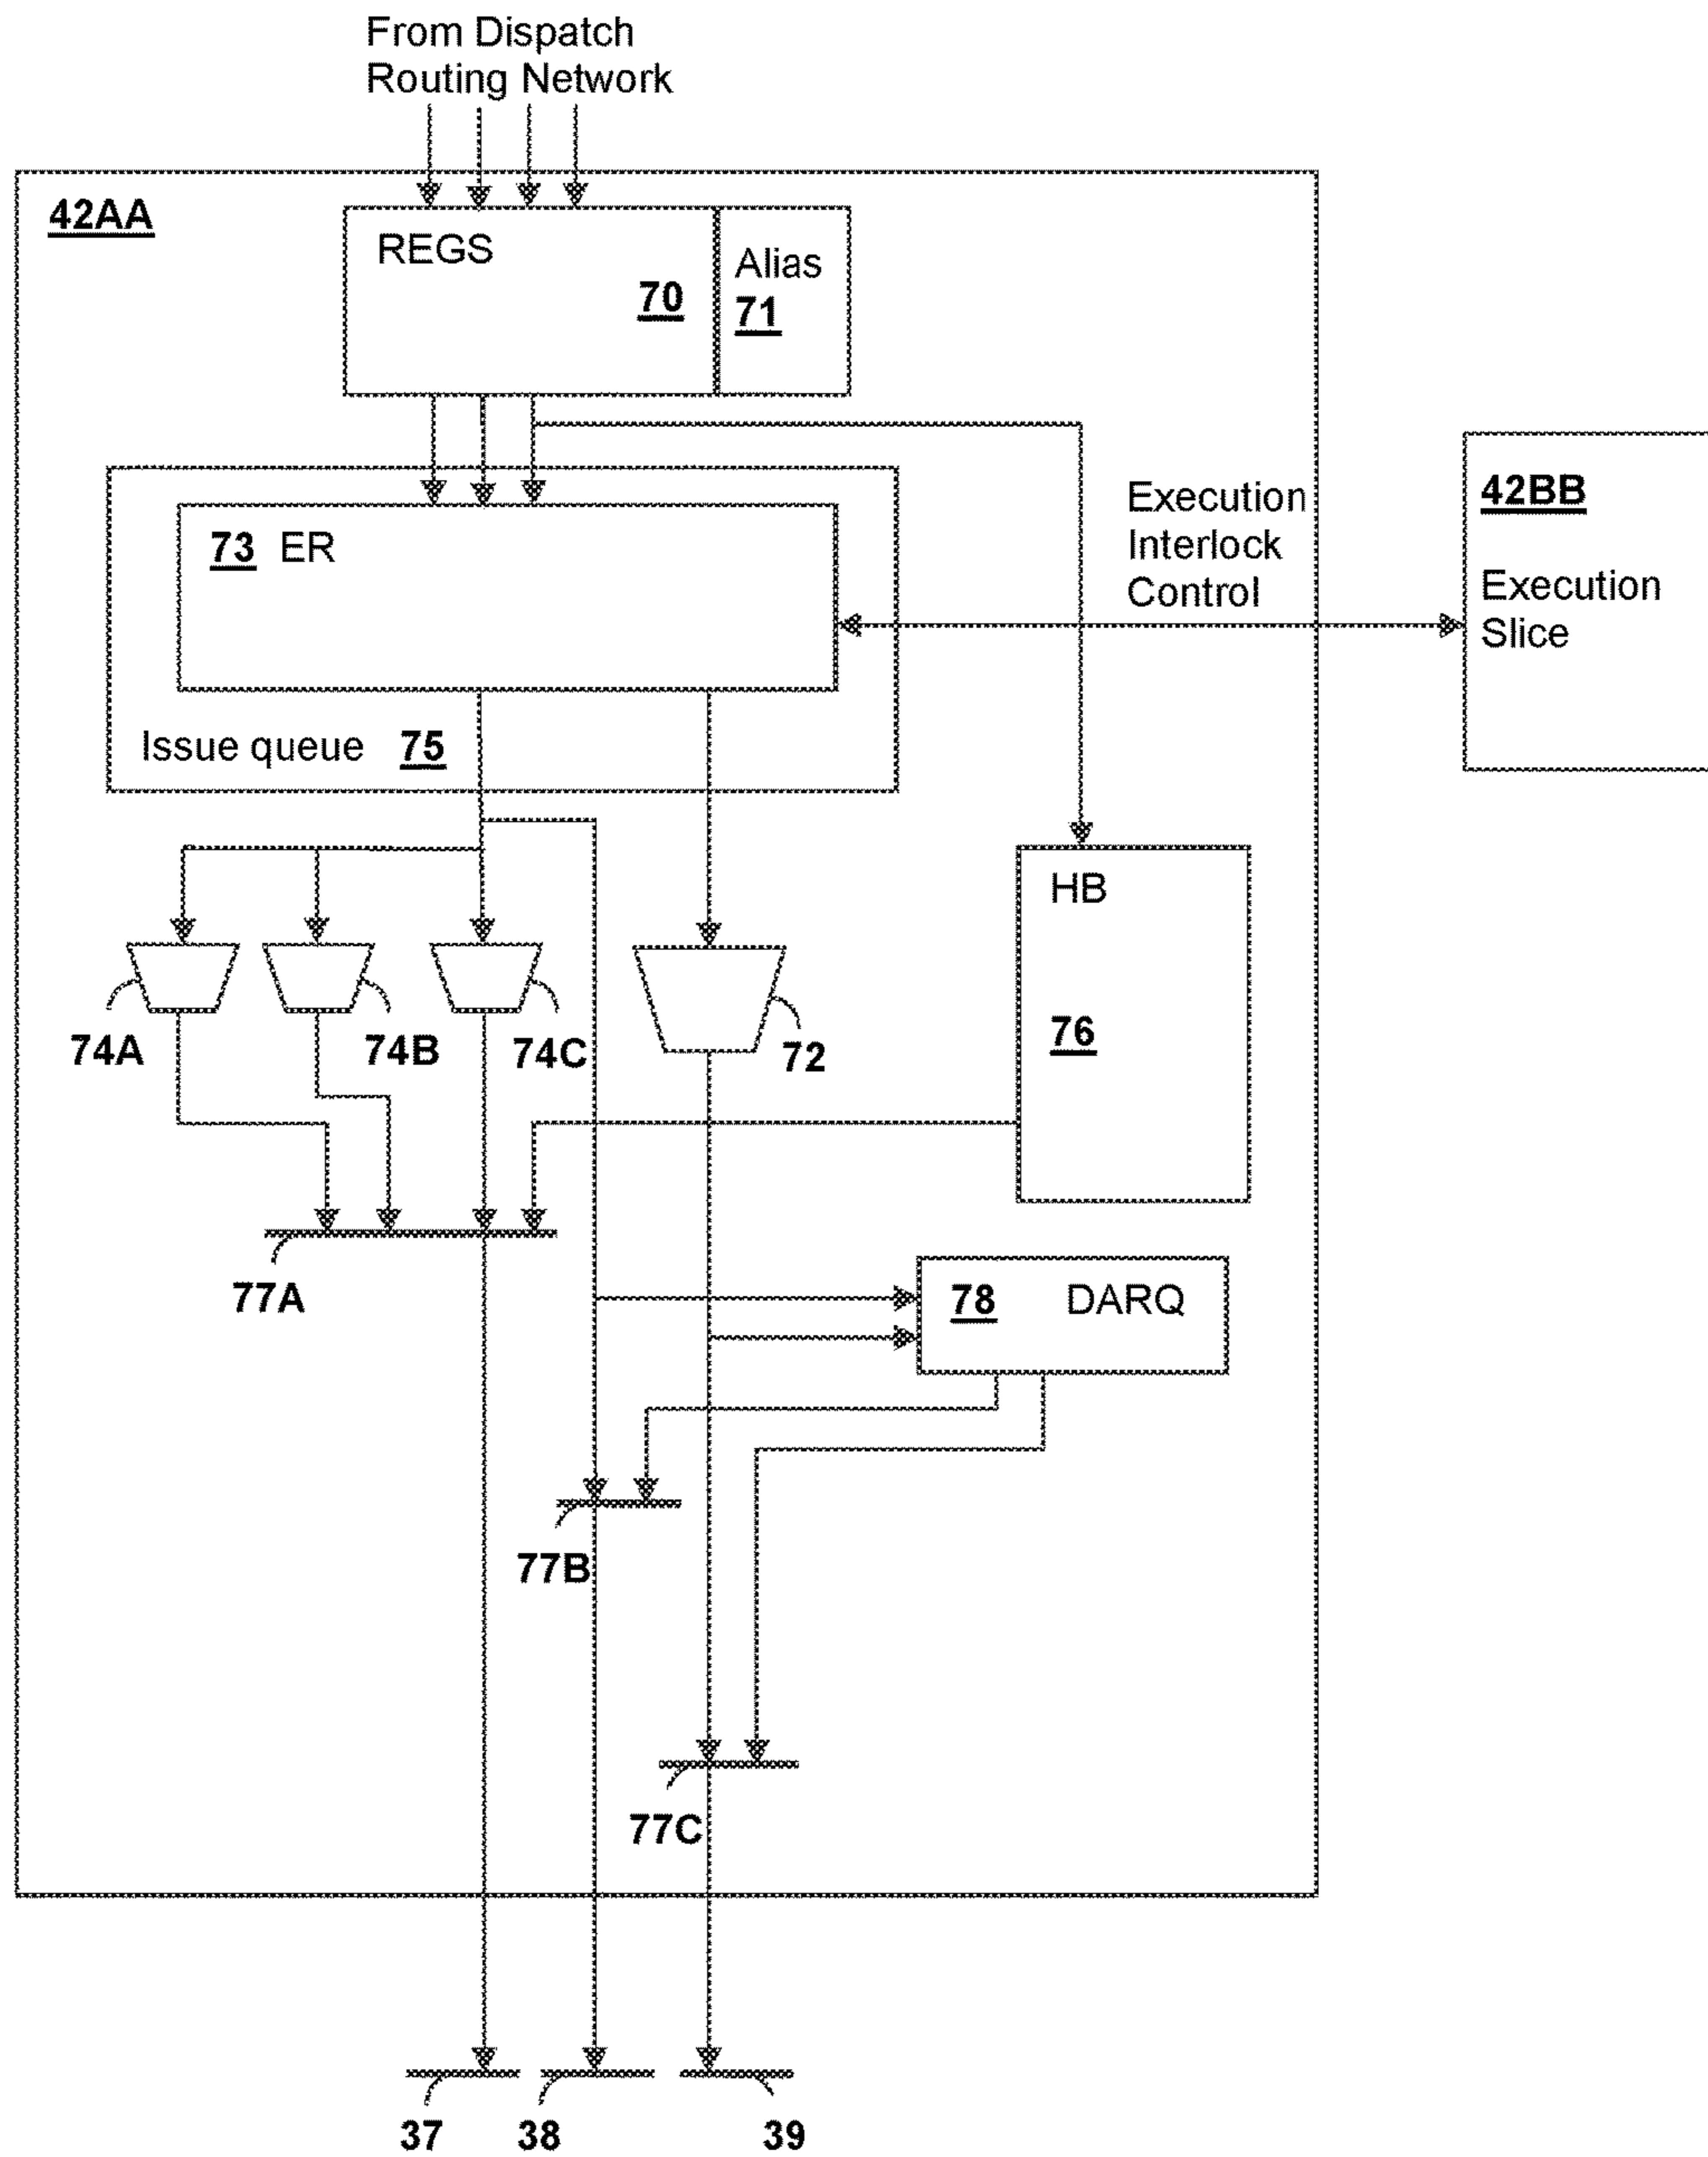 From Dispatch
Routing Network
42AA
REGS
70
Alias
71
73 ER
Execution
Interlock
Control
42BB
Execution
Slice
Issue queue 75
HB
76
74A
74B
74C
72
77A
78 DARQ
77B
77C
37
38
39